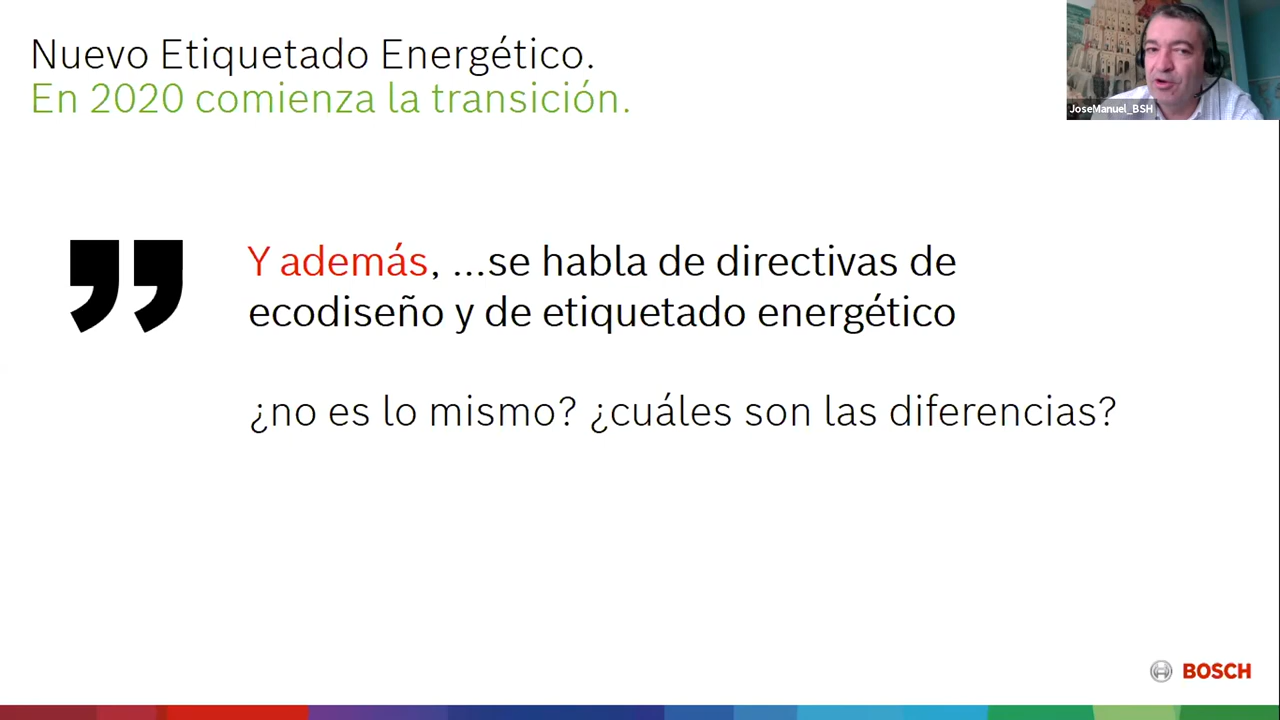 Nuevo Etiquetado Energético.
En 2020 comienza la transición.
JoseManuel_BSH
Y además, ...se habla de directivas de
ecodiseño y de etiquetado energético
¿no es lo mismo? ¿cuáles son las diferencias?
BOSCH